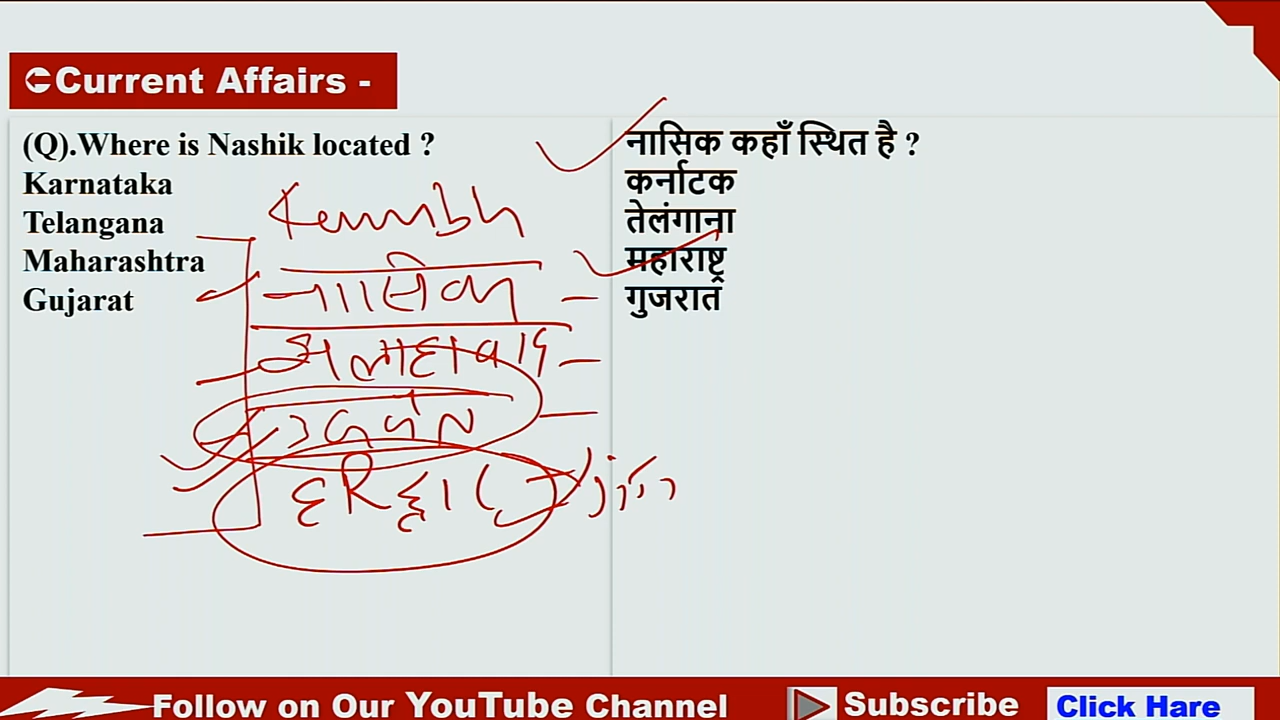 Current Affairs -
(Q).Where is Nashik located ?
Karnataka
Telangana
Maharashtra
Gujarat
नासिक कहाँ स्थित है ?
कर्नाटक
तेलंगाना
महाराष्ट्र
गुजरात
Kumbh
नासिक
उज्जैन
हरिद्वार
Follow on Our YouTube Channel
Subscribe
Click Hare